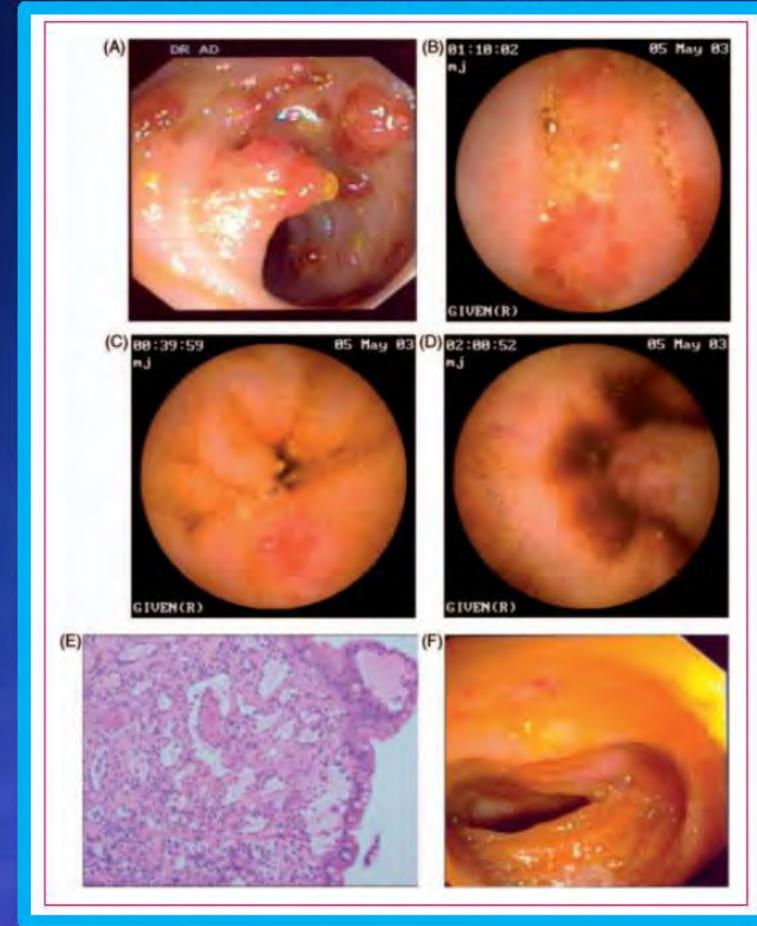 (A) DR AD
(B) 01:10:02 05 May 03
mj
GIVEN(R)
(C) 00:39:59 05 May 03
mj
GIVEN(R)
(D) 02:00:52 05 May 03
mj
GIVEN(R)
(E)
(F)